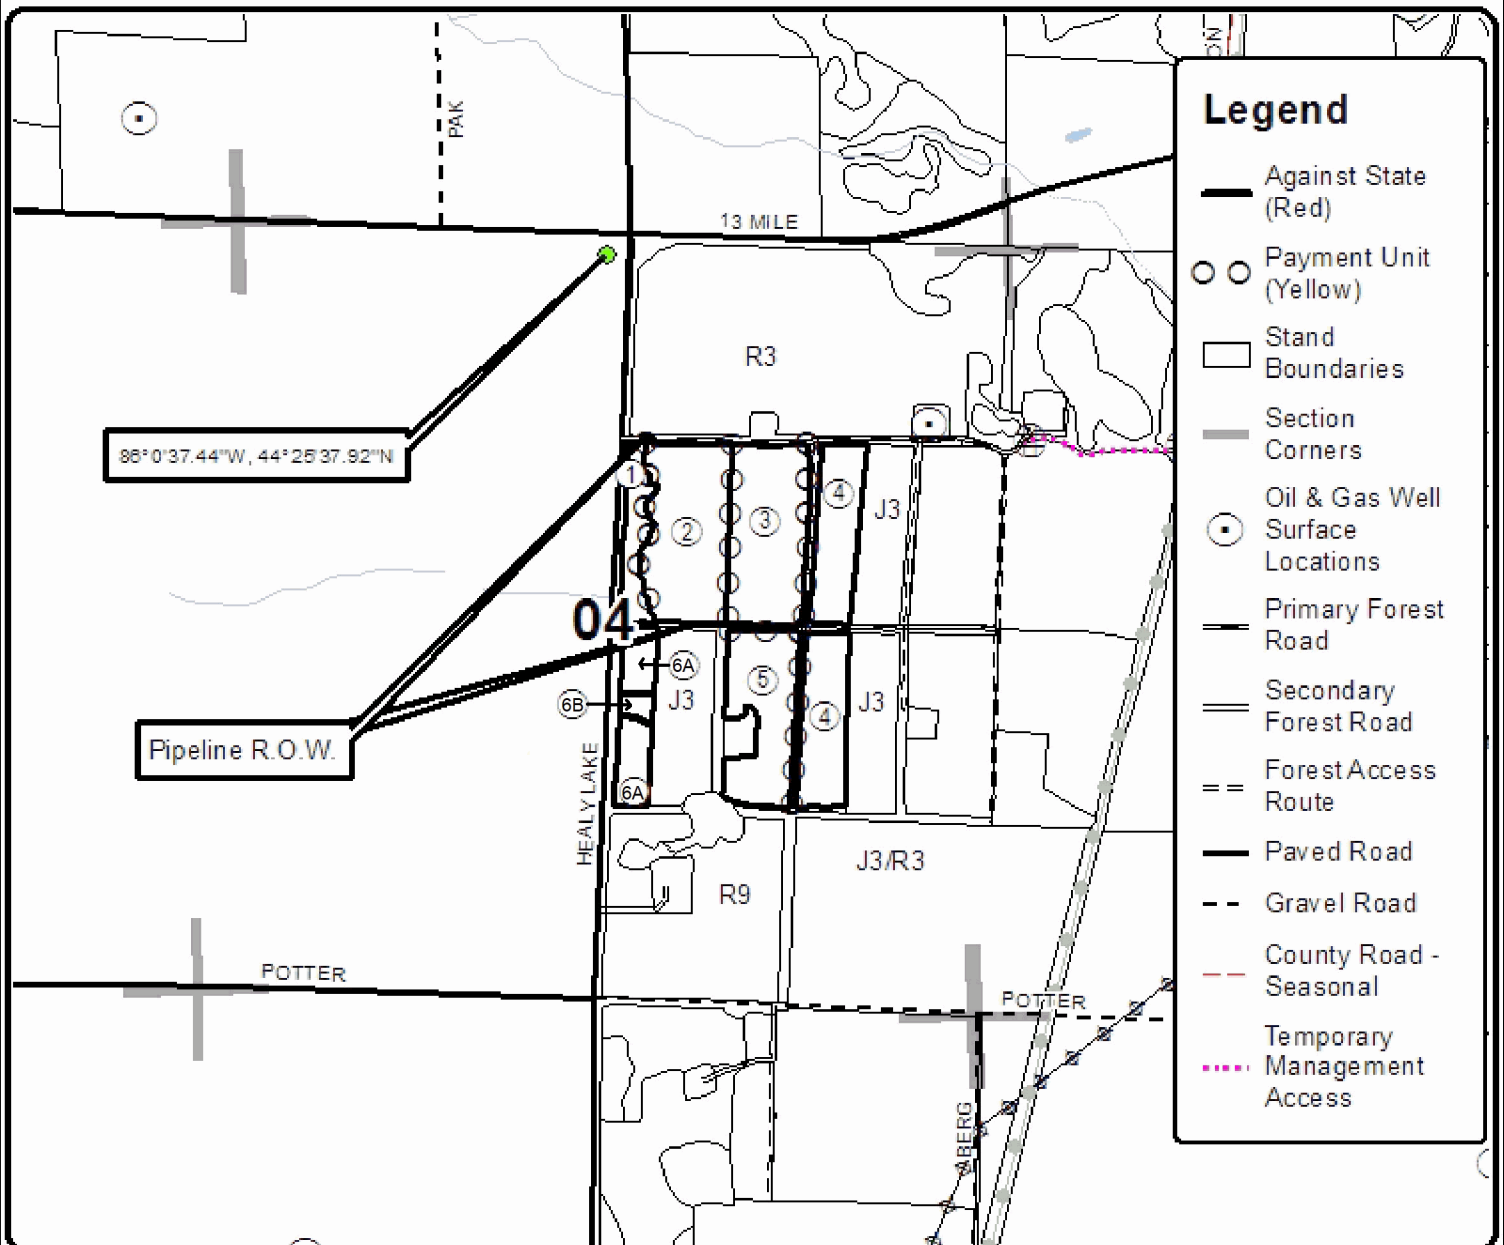 ON
PAK
13 MILE
R3
86°0'37.44"W, 44°25'37.92"N
1
2
3
4
J3
04
6A
6B
J3
5
4
J3
Pipeline R.O.W.
6A
HEALY LAKE
J3/R3
R9
POTTER
POTTER
ABERG
Legend
Against State
(Red)
Payment Unit
(Yellow)
Stand
Boundaries
Section
Corners
Oil & Gas Well
Surface
Locations
Primary Forest
Road
Secondary
Forest Road
Forest Access
Route
Paved Road
Gravel Road
County Road -
Seasonal
Temporary
Management
Access